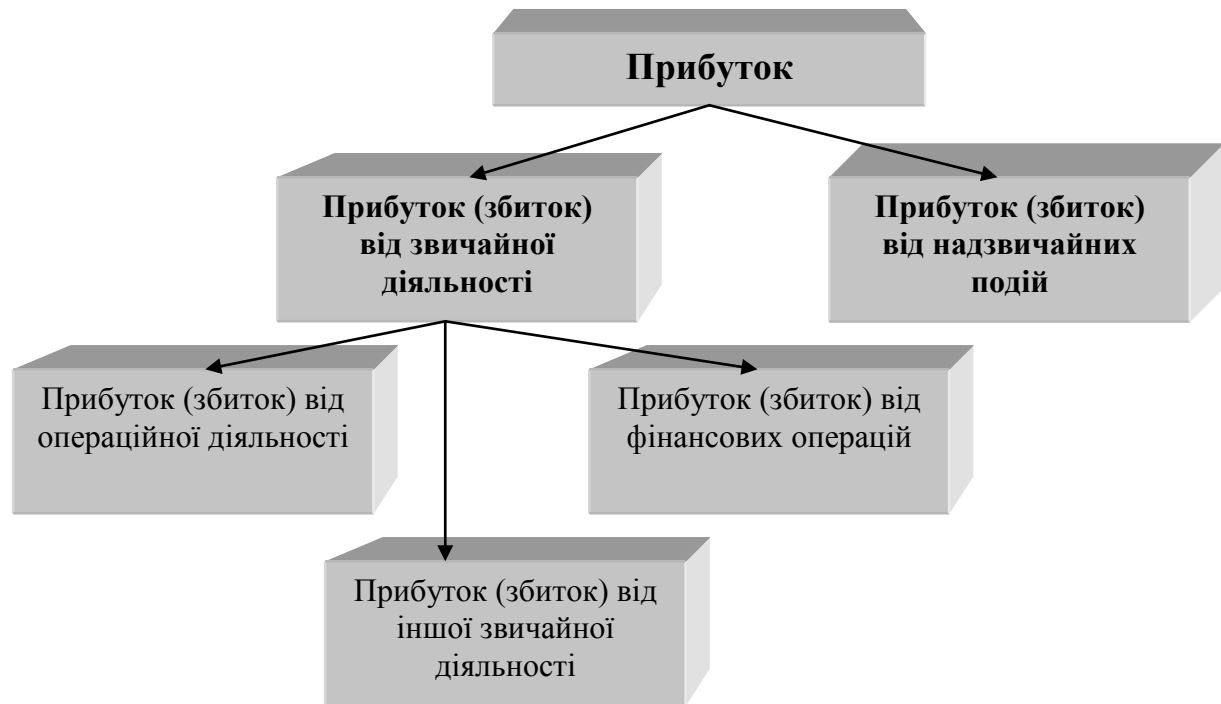 Прибуток
Прибуток (збиток)
від звичайної
діяльності
Прибуток (збиток)
від надзвичайних
подій
Прибуток (збиток) від
операційної діяльності
Прибуток (збиток) від
фінансових операцій
Прибуток (збиток) від
іншої звичайної
діяльності